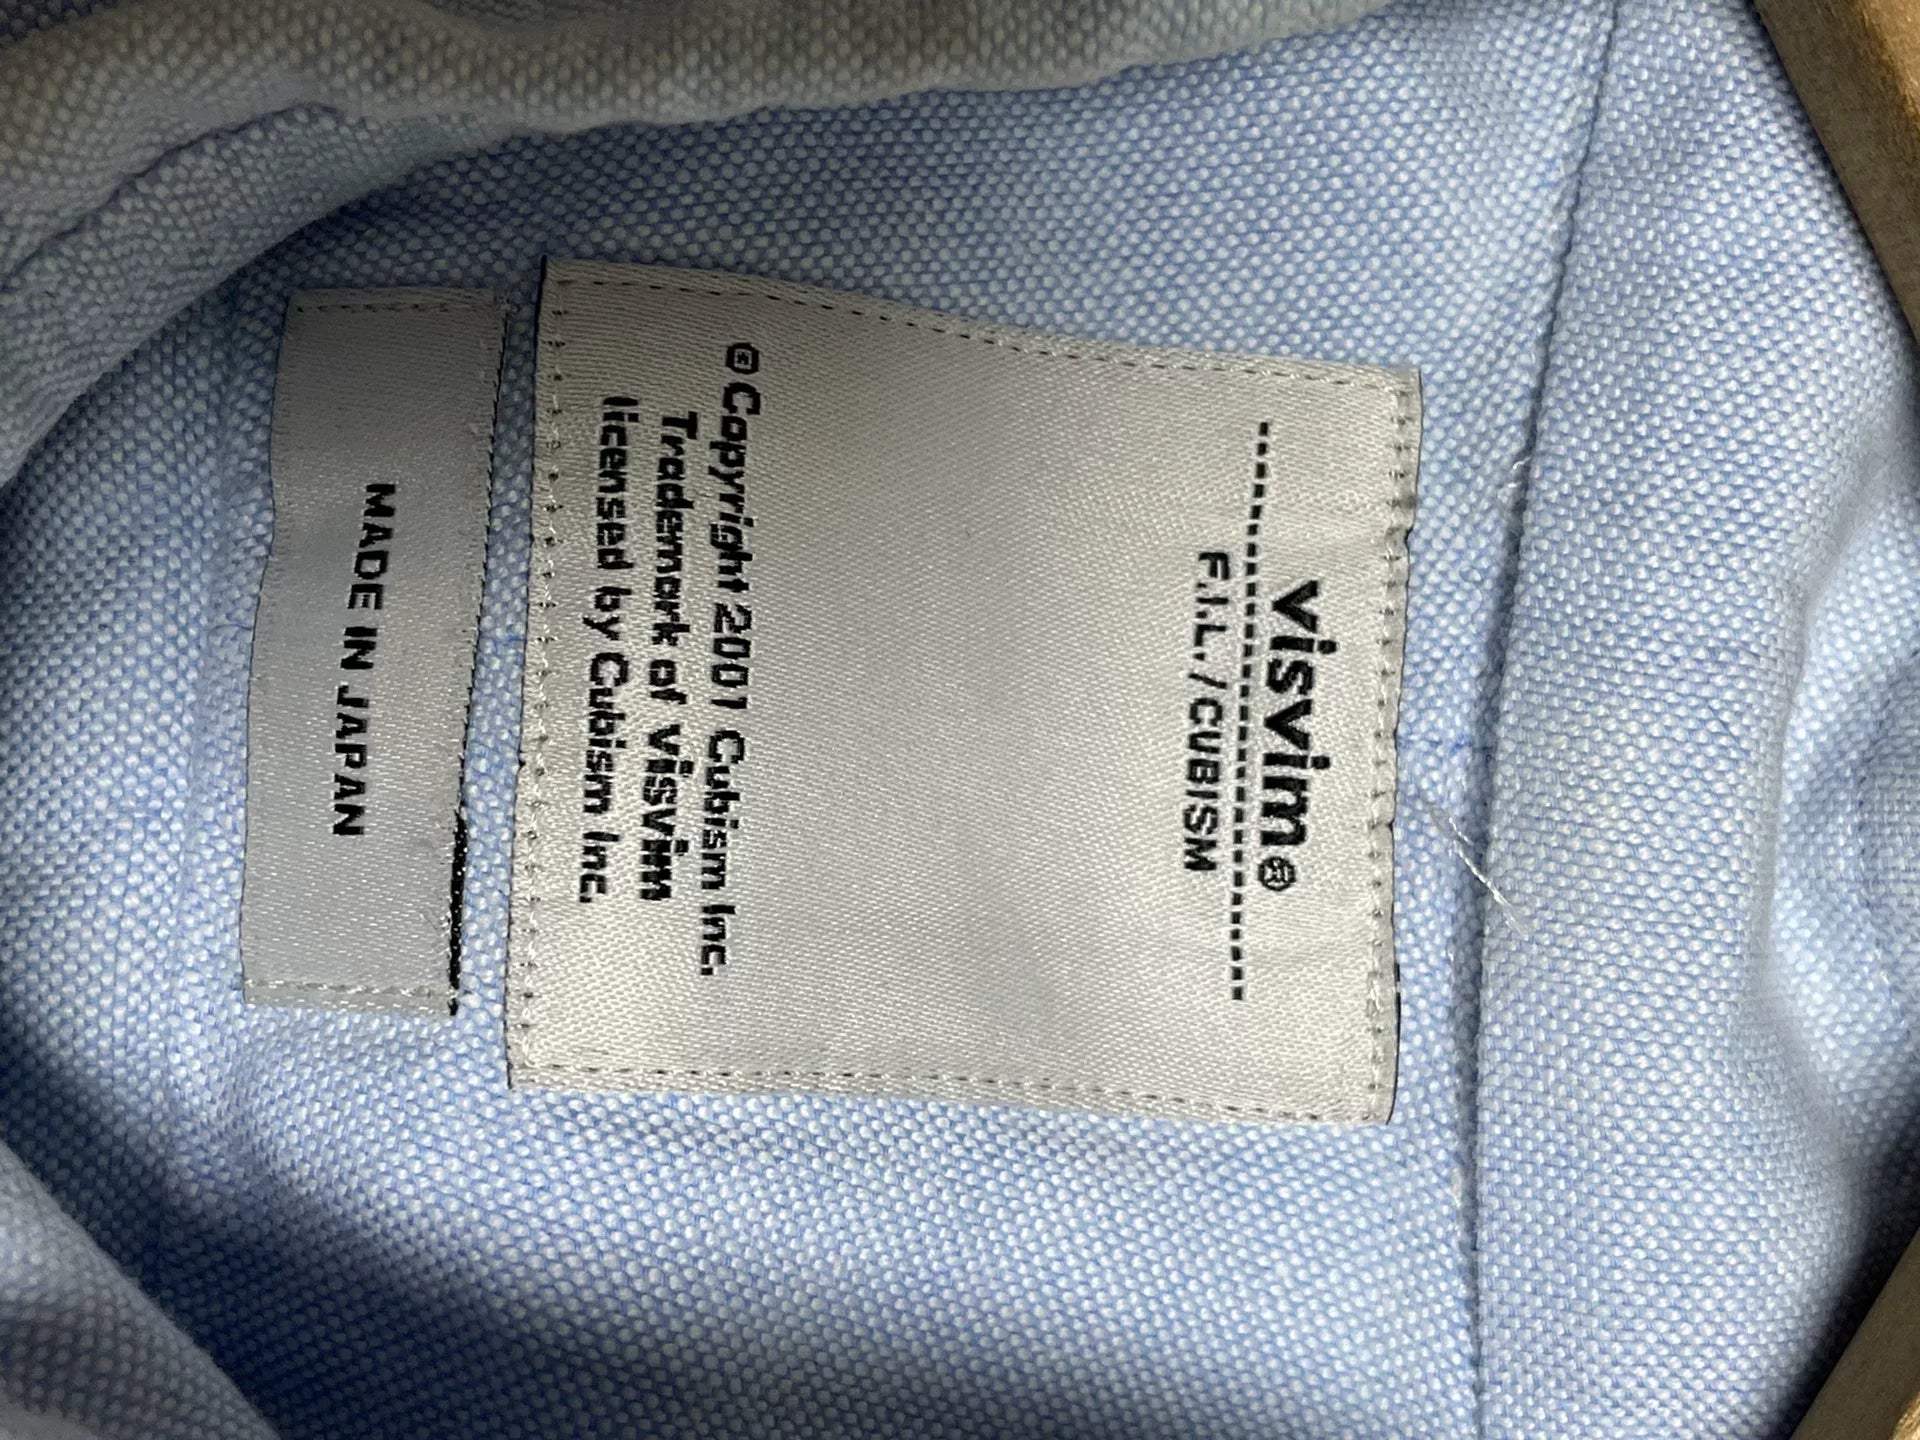 visvim®
F.I.L./CUBISM
©Copyright 2001 Cubism Inc.
Trademark of visvim
licensed by Cubism Inc.
MADE IN JAPAN